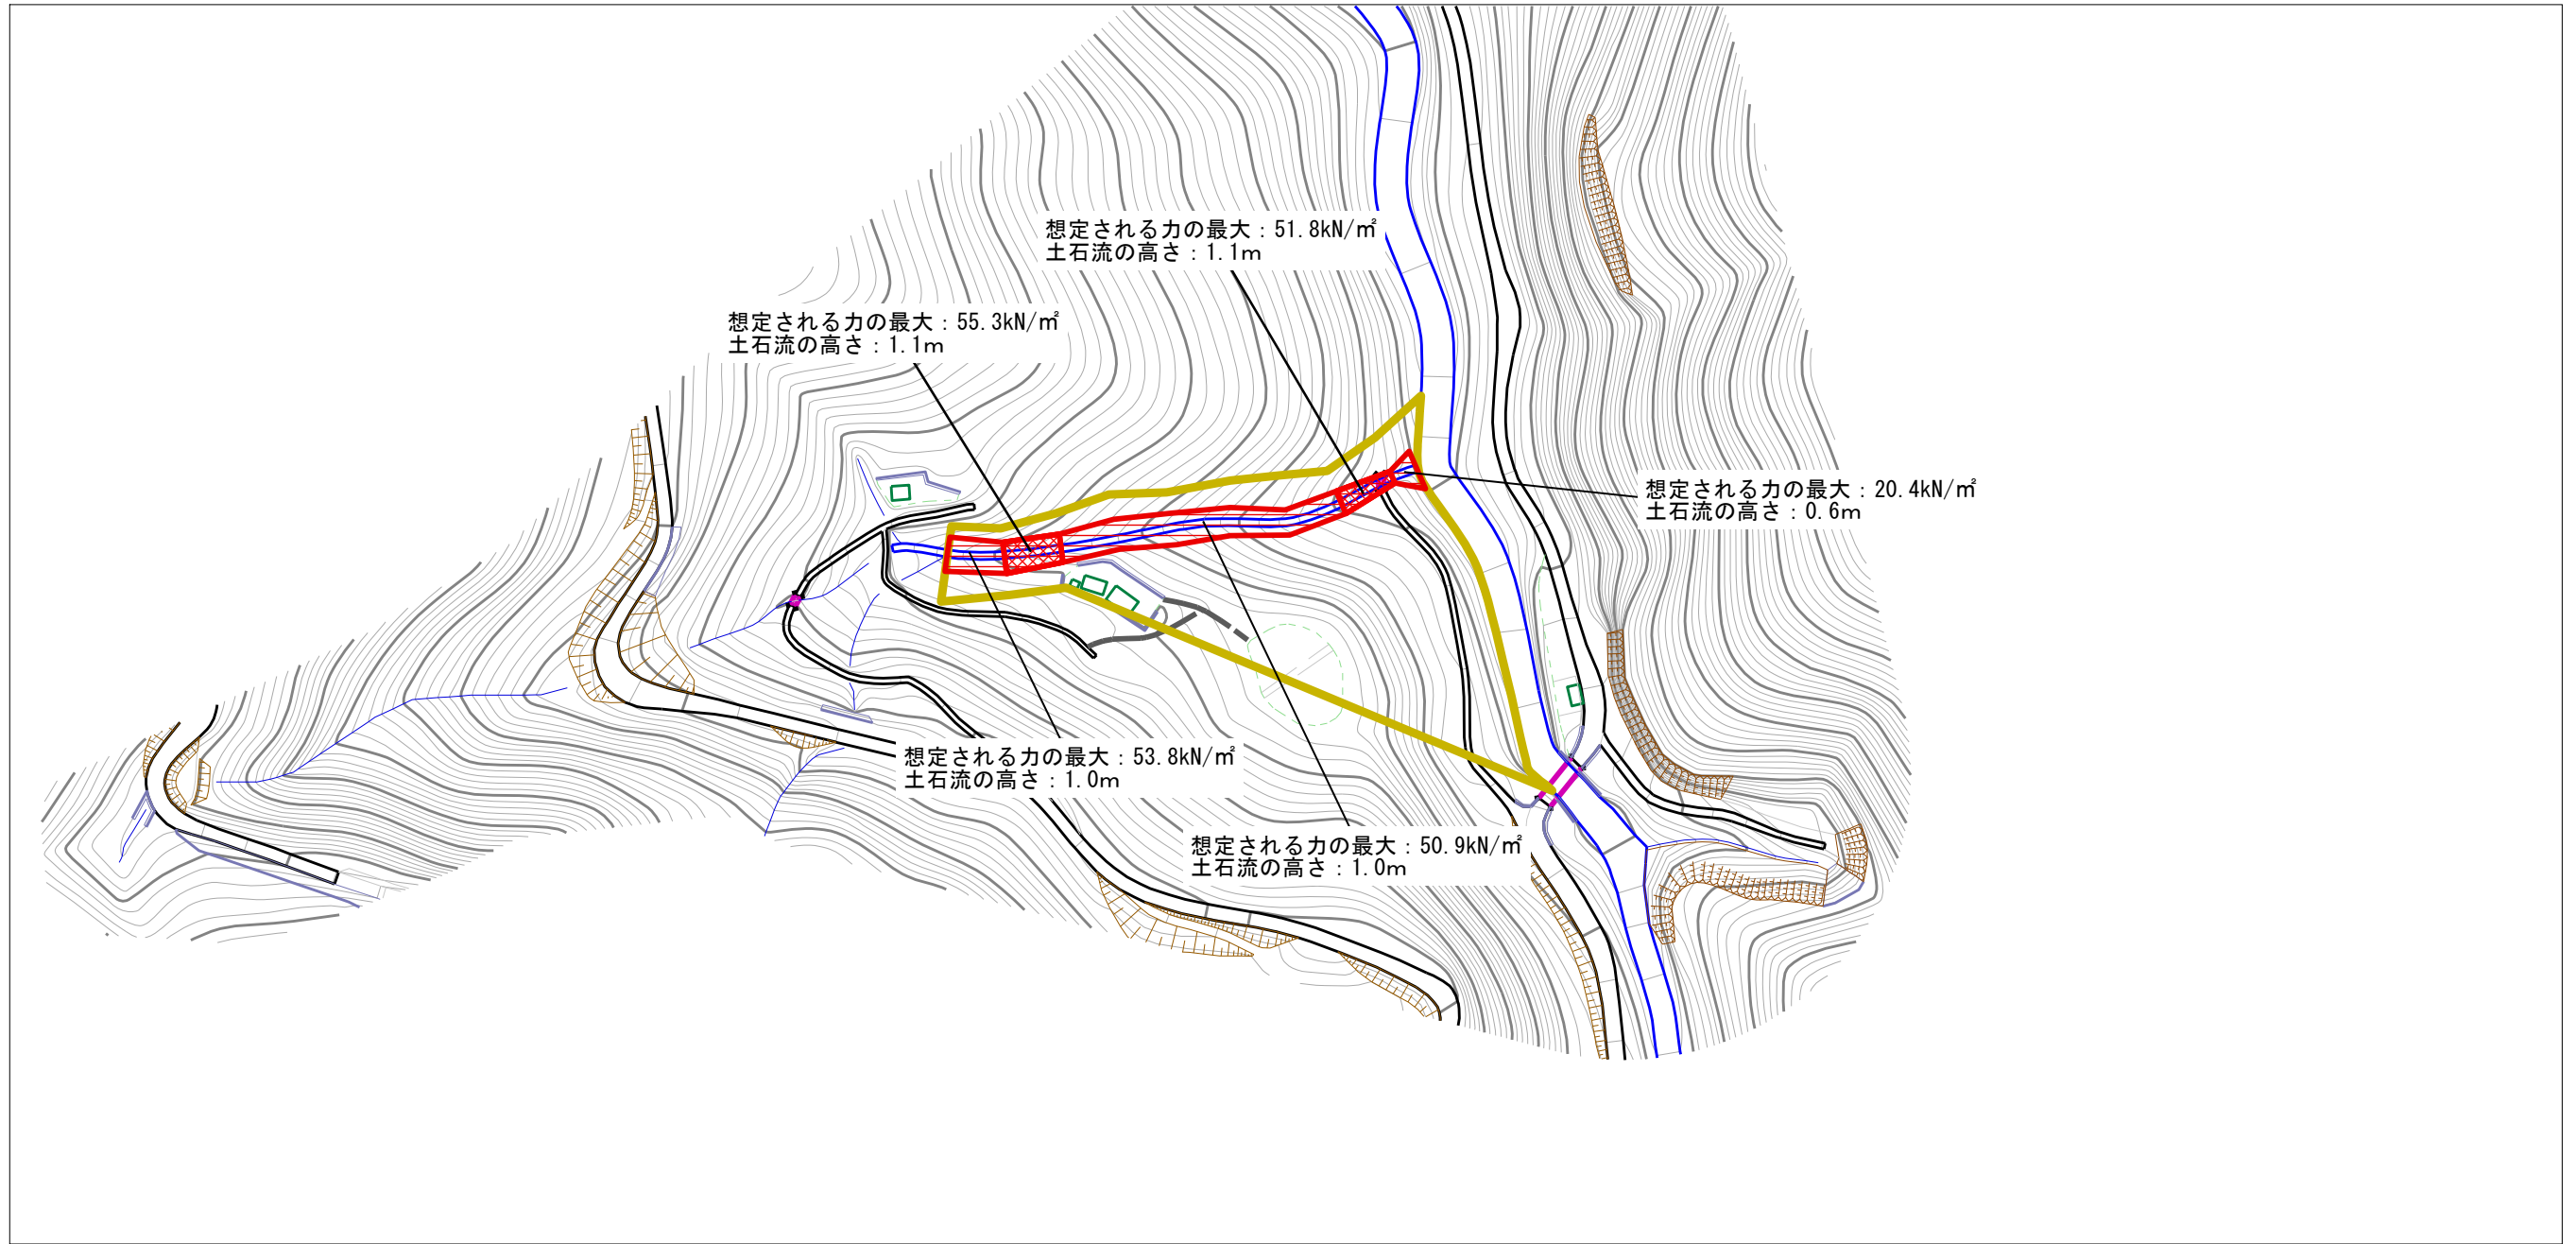 想定される力の最大：51.8kN/㎡
土石流の高さ：1.1m
想定される力の最大：55.3kN/㎡
土石流の高さ：1.1m
想定される力の最大：20.4kN/㎡
土石流の高さ：0.6m
想定される力の最大：53.8kN/㎡
土石流の高さ：1.0m
想定される力の最大：50.9kN/㎡
土石流の高さ：1.0m